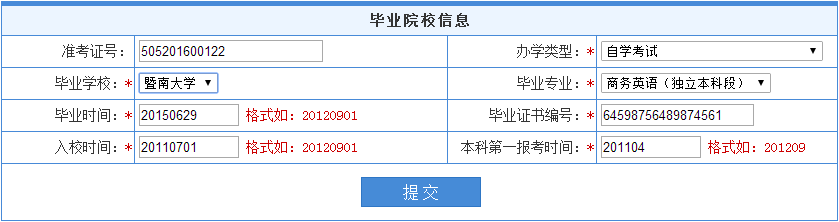 毕业院校信息
准考证号： 505201600122 办学类型：* 自学考试
毕业学校：* 暨南大学 毕业专业：* 商务英语（独立本科段）
毕业时间：* 20150629 格式如：20120901 毕业证书编号：* 64598756489874561
入校时间：* 20110701 格式如：20120901 本科第一报考时间：* 201104 格式如：201209
提交